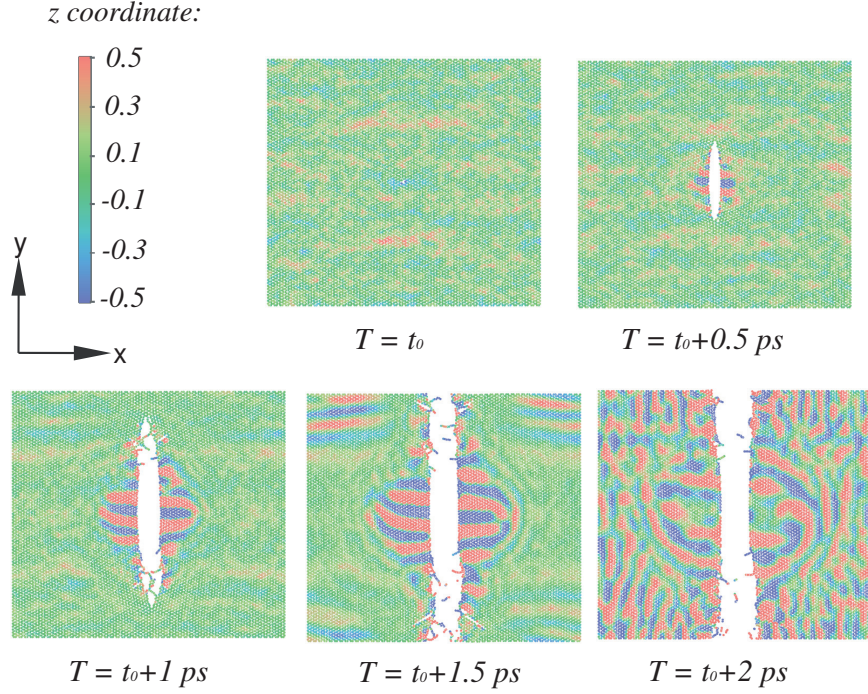 z coordinate:
0.5
0.3
0.1
-0.1
-0.3
-0.5
y
x
T = t₀
T = t₀+0.5 ps
T = t₀+1 ps
T = t₀+1.5 ps
T = t₀+2 ps